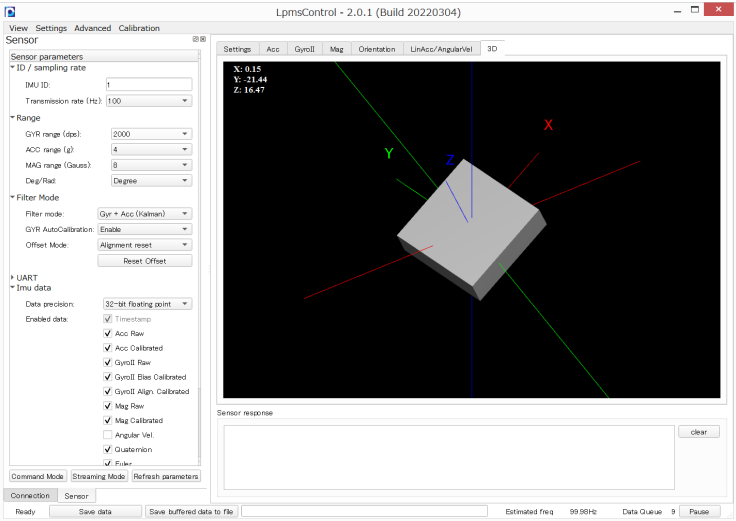 LpmsControl - 2.0.1 (Build 20220304)
View Settings Advanced Calibration
Sensor
Sensor parameters
ID / sampling rate
IMU ID: 1
Transmission rate (Hz): 100
Range
GYR range (dps): 2000
ACC range (g): 4
MAG range (Gauss): 8
Deg/Rad: Degree
Filter Mode
Filter mode: Gyr + Acc (Kalman)
GYR AutoCalibration: Enable
Offset Mode: Alignment reset
Reset Offset
UART
Imu data
Data precision: 32-bit floating point
Enabled data: Timestamp
Acc Raw
Acc Calibrated
GyroII Raw
GyroII Bias Calibrated
GyroII Align. Calibrated
Mag Raw
Mag Calibrated
Angular Vel.
Quaternion
Euler
Command Mode Streaming Mode Refresh parameters
Connection Sensor
Settings Acc GyroII Mag Orientation LinAcc/AngularVel 3D
X: 0.15
Y: -21.44
Z: 16.47
X
Y
Z
Sensor response
clear
Ready Save data Save buffered data to file Estimated freq 99.98Hz Data Queue 9 Pause